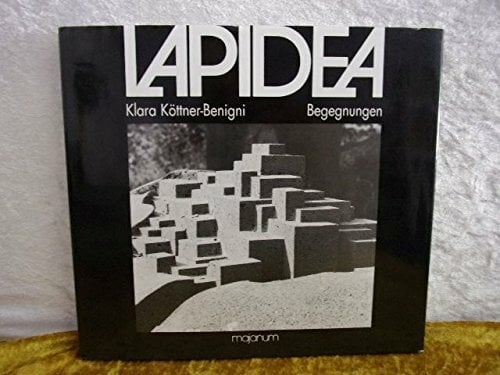 LAPIDEA
Klara Köttner-Benigni Begegnungen
majanum